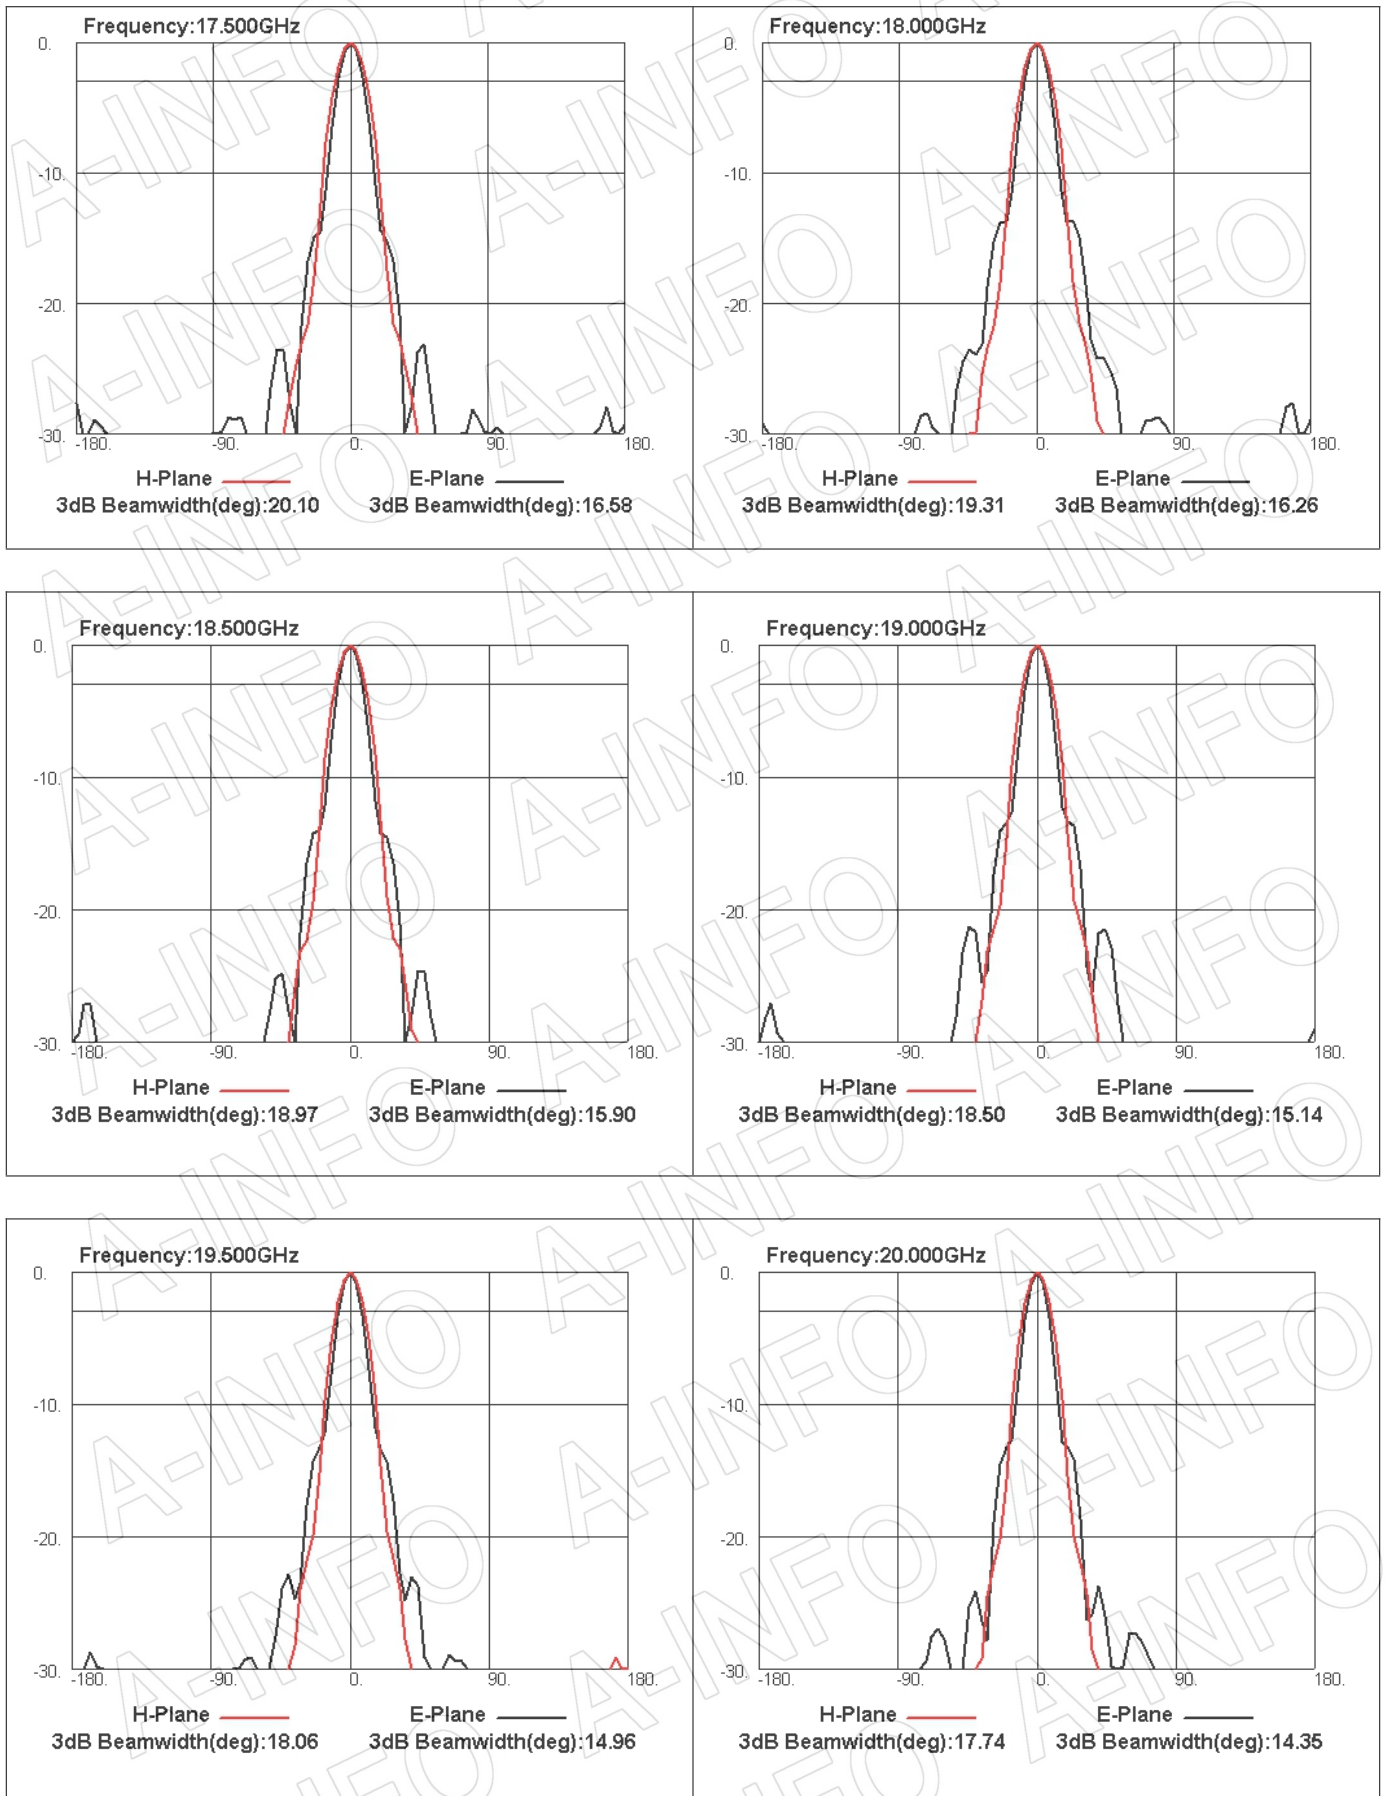 Frequency:17.500GHz
0.
-10.
-20.
-30.
-180. -90. 0. 90. 180.
H-Plane E-Plane
3dB Beamwidth(deg):20.10 3dB Beamwidth(deg):16.58
Frequency:18.000GHz
0.
-10.
-20.
-30.
-180. -90. 0. 90. 180.
H-Plane E-Plane
3dB Beamwidth(deg):19.31 3dB Beamwidth(deg):16.26
Frequency:18.500GHz
0.
-10.
-20.
-30.
-180. -90. 0. 90. 180.
H-Plane E-Plane
3dB Beamwidth(deg):18.97 3dB Beamwidth(deg):15.90
Frequency:19.000GHz
0.
-10.
-20.
-30.
-180. -90. 0. 90. 180.
H-Plane E-Plane
3dB Beamwidth(deg):18.50 3dB Beamwidth(deg):15.14
Frequency:19.500GHz
0.
-10.
-20.
-30.
-180. -90. 0. 90. 180.
H-Plane E-Plane
3dB Beamwidth(deg):18.06 3dB Beamwidth(deg):14.96
Frequency:20.000GHz
0.
-10.
-20.
-30.
-180. -90. 0. 90. 180.
H-Plane E-Plane
3dB Beamwidth(deg):17.74 3dB Beamwidth(deg):14.35
A-INFO